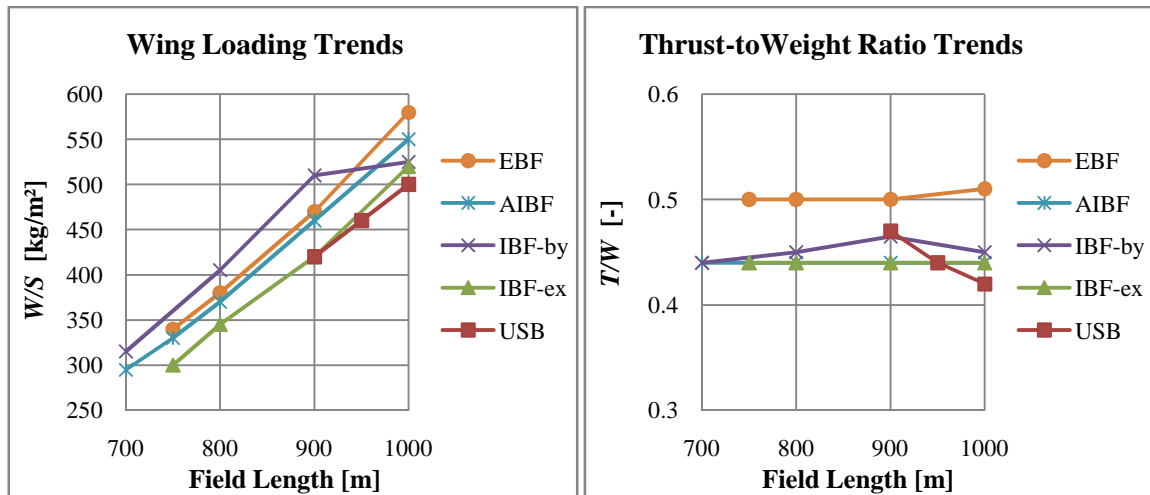 Wing Loading Trends
600
550
500
450
400
350
300
250
W/S [kg/m²]
700 800 900 1000
Field Length [m]
EBF
AIBF
IBF-by
IBF-ex
USB
Thrust-toWeight Ratio Trends
0.6
0.5
0.4
0.3
T/W [-]
700 800 900 1000
Field Length [m]
EBF
AIBF
IBF-by
IBF-ex
USB